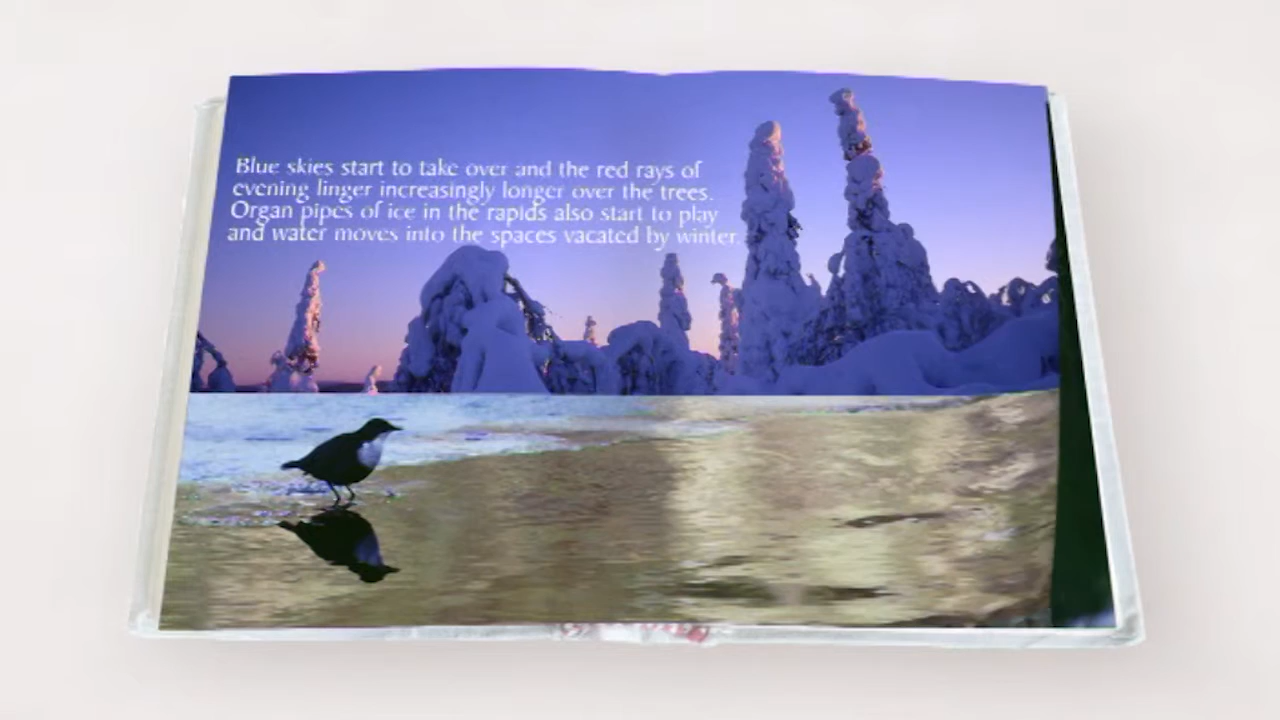 Blue skies start to take over and the red rays of
evening linger increasingly longer over the trees.
Organ pipes of ice in the rapids also start to play
and water moves into the spaces vacated by winter.